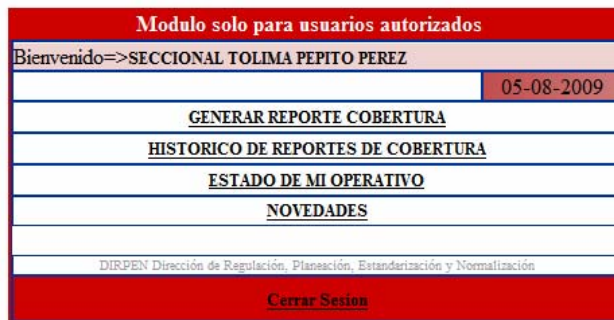 Modulo solo para usuarios autorizados
Bienvenido=>SECCIONAL TOLIMA PEPITO PEREZ
05-08-2009
GENERAR REPORTE COBERTURA
HISTORICO DE REPORTES DE COBERTURA
ESTADO DE MI OPERATIVO
NOVEDADES
DIRPEN Dirección de Regulación, Planeación, Estandarización y Normalización
Cerrar Sesion